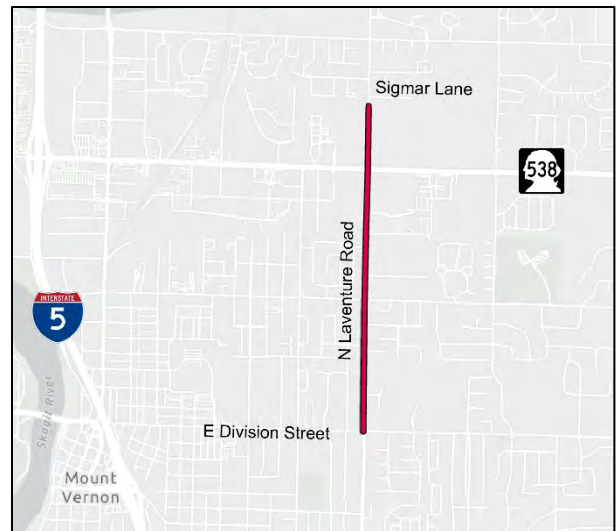 Sigmar Lane
538
N Laventure Road
INTERSTATE
5
Skagit River
E Division Street
Mount
Vernon